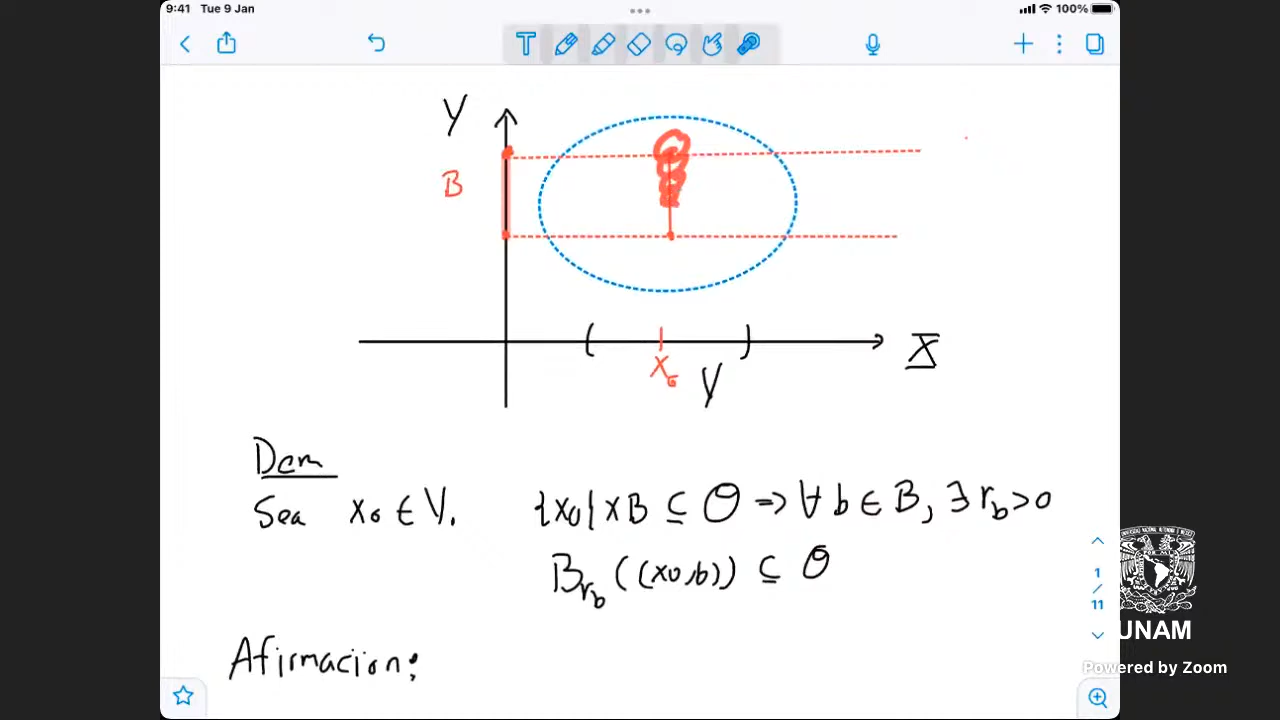 9:41 Tue 9 Jan
100%
Y
B
X
x₀
V
Dem
Sea x₀ ∈ V. {x₀} × B ⊆ O ⇒ ∀ b ∈ B, ∃ r_b > 0
B_{r_b}((x₀,b)) ⊆ O
Afirmacion:
1
/
11
UNAM
Powered by Zoom